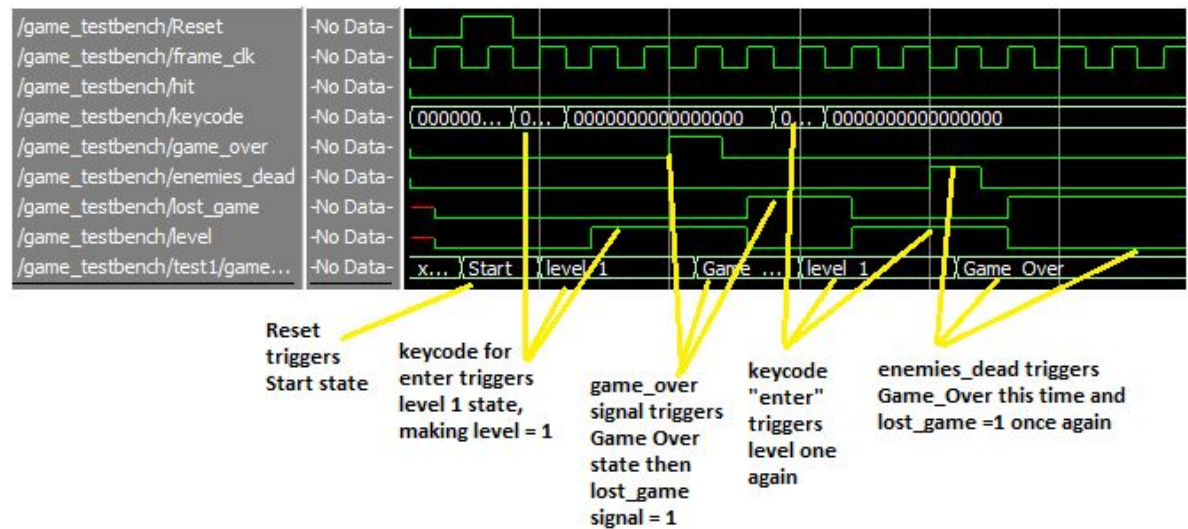 /game_testbench/Reset -No Data-
/game_testbench/frame_clk -No Data-
/game_testbench/hit -No Data-
/game_testbench/keycode -No Data- 000000... 0... 0000000000000000 0... 0000000000000000
/game_testbench/game_over -No Data-
/game_testbench/enemies_dead -No Data-
/game_testbench/lost_game -No Data-
/game_testbench/level -No Data-
/game_testbench/test1/game... -No Data- x... Start level_1 Game_... level_1 Game_Over
Reset
triggers
Start state
keycode for
enter triggers
level 1 state,
making level = 1
game_over
signal triggers
Game Over
state then
lost_game
signal = 1
keycode
"enter"
triggers
level one
again
enemies_dead triggers
Game_Over this time and
lost_game =1 once again